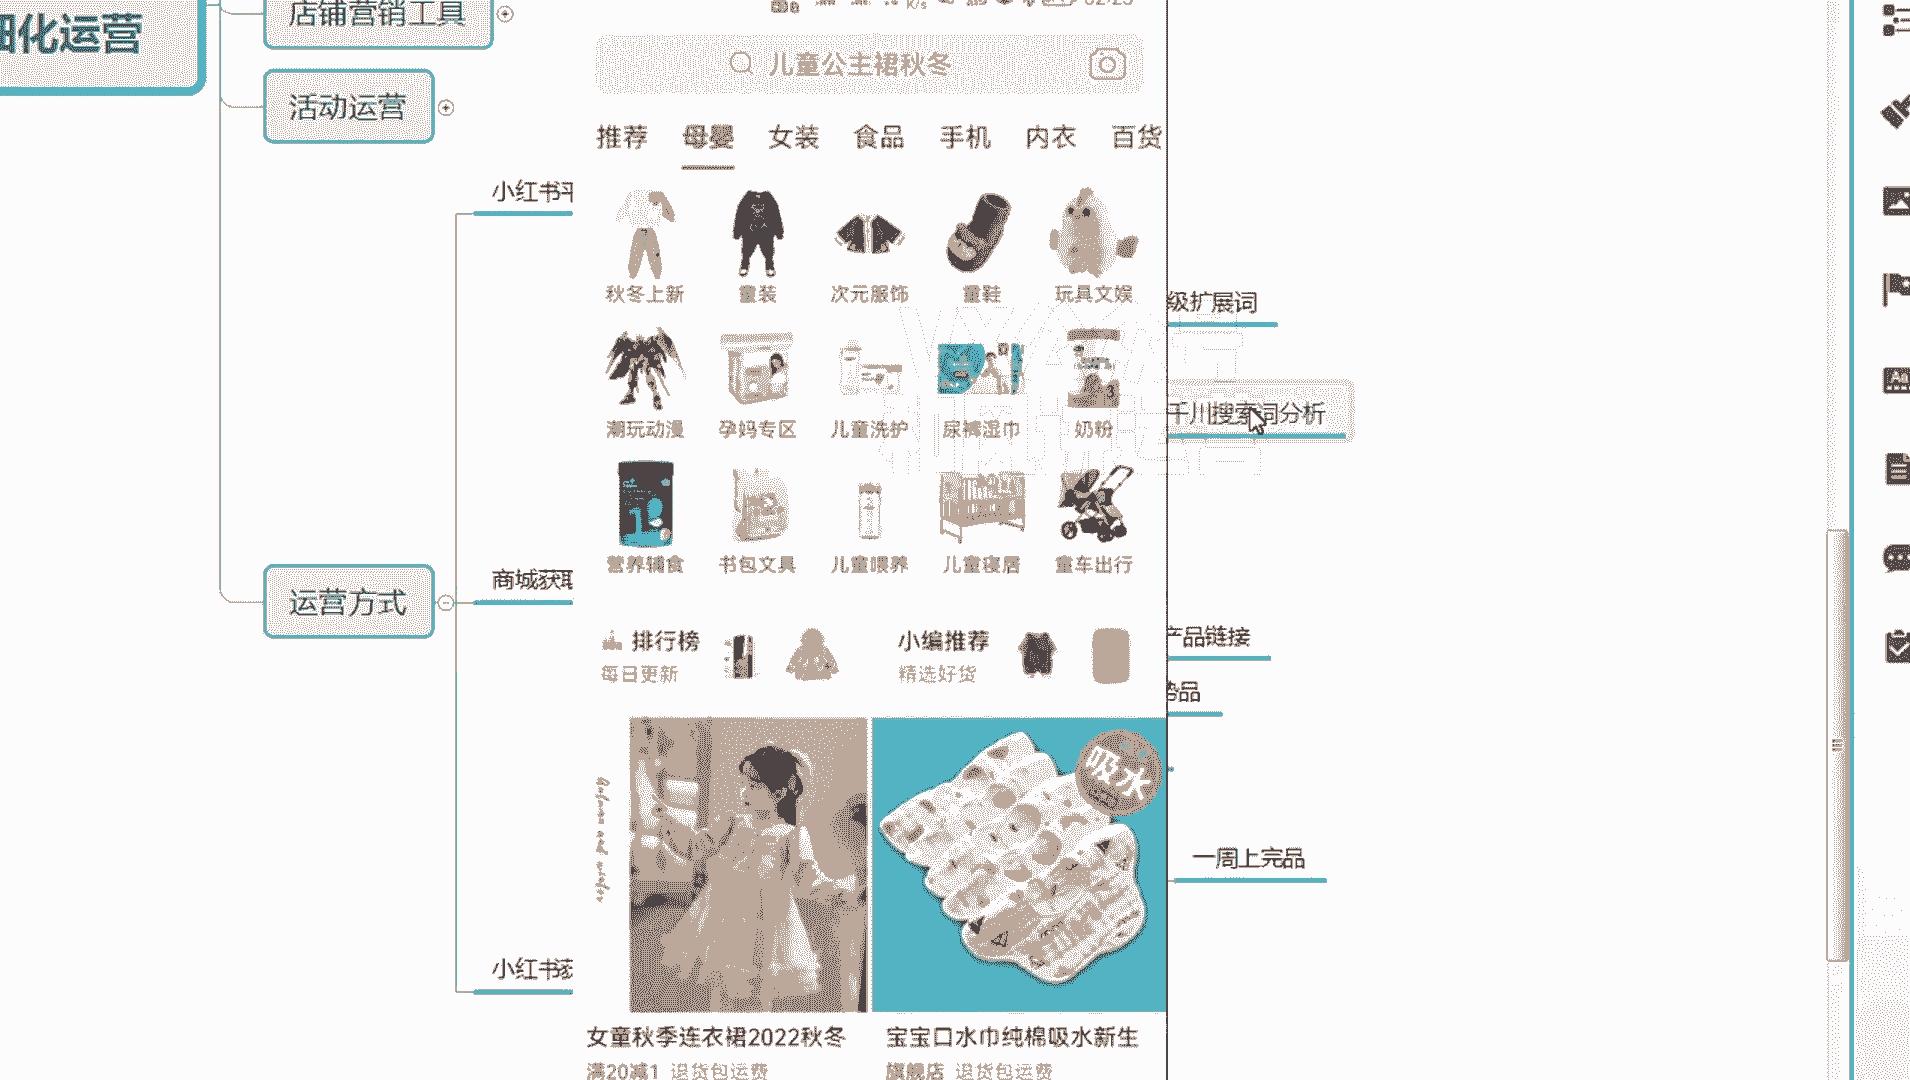 细化运营
店铺营销工具
活动运营
运营方式
小红书
商城获取
小红书
K/s
02:23
儿童公主裙秋冬
推荐 母婴 女装 食品 手机 内衣 百货
秋冬上新 童装 次元服饰 童鞋 玩具文娱
潮玩动漫 孕妈专区 儿童洗护 尿裤湿巾 奶粉
营养辅食 书包文具 儿童喂养 儿童寝居 童车出行
排行榜
每日更新
小编推荐
精选好货
吸水
女童秋季连衣裙2022秋冬
满20减1 退货包运费
宝宝口水巾纯棉吸水新生
旗舰店 退货包运费
级扩展词
千川搜索词分析
产品链接
势品
一周上完品
Aa